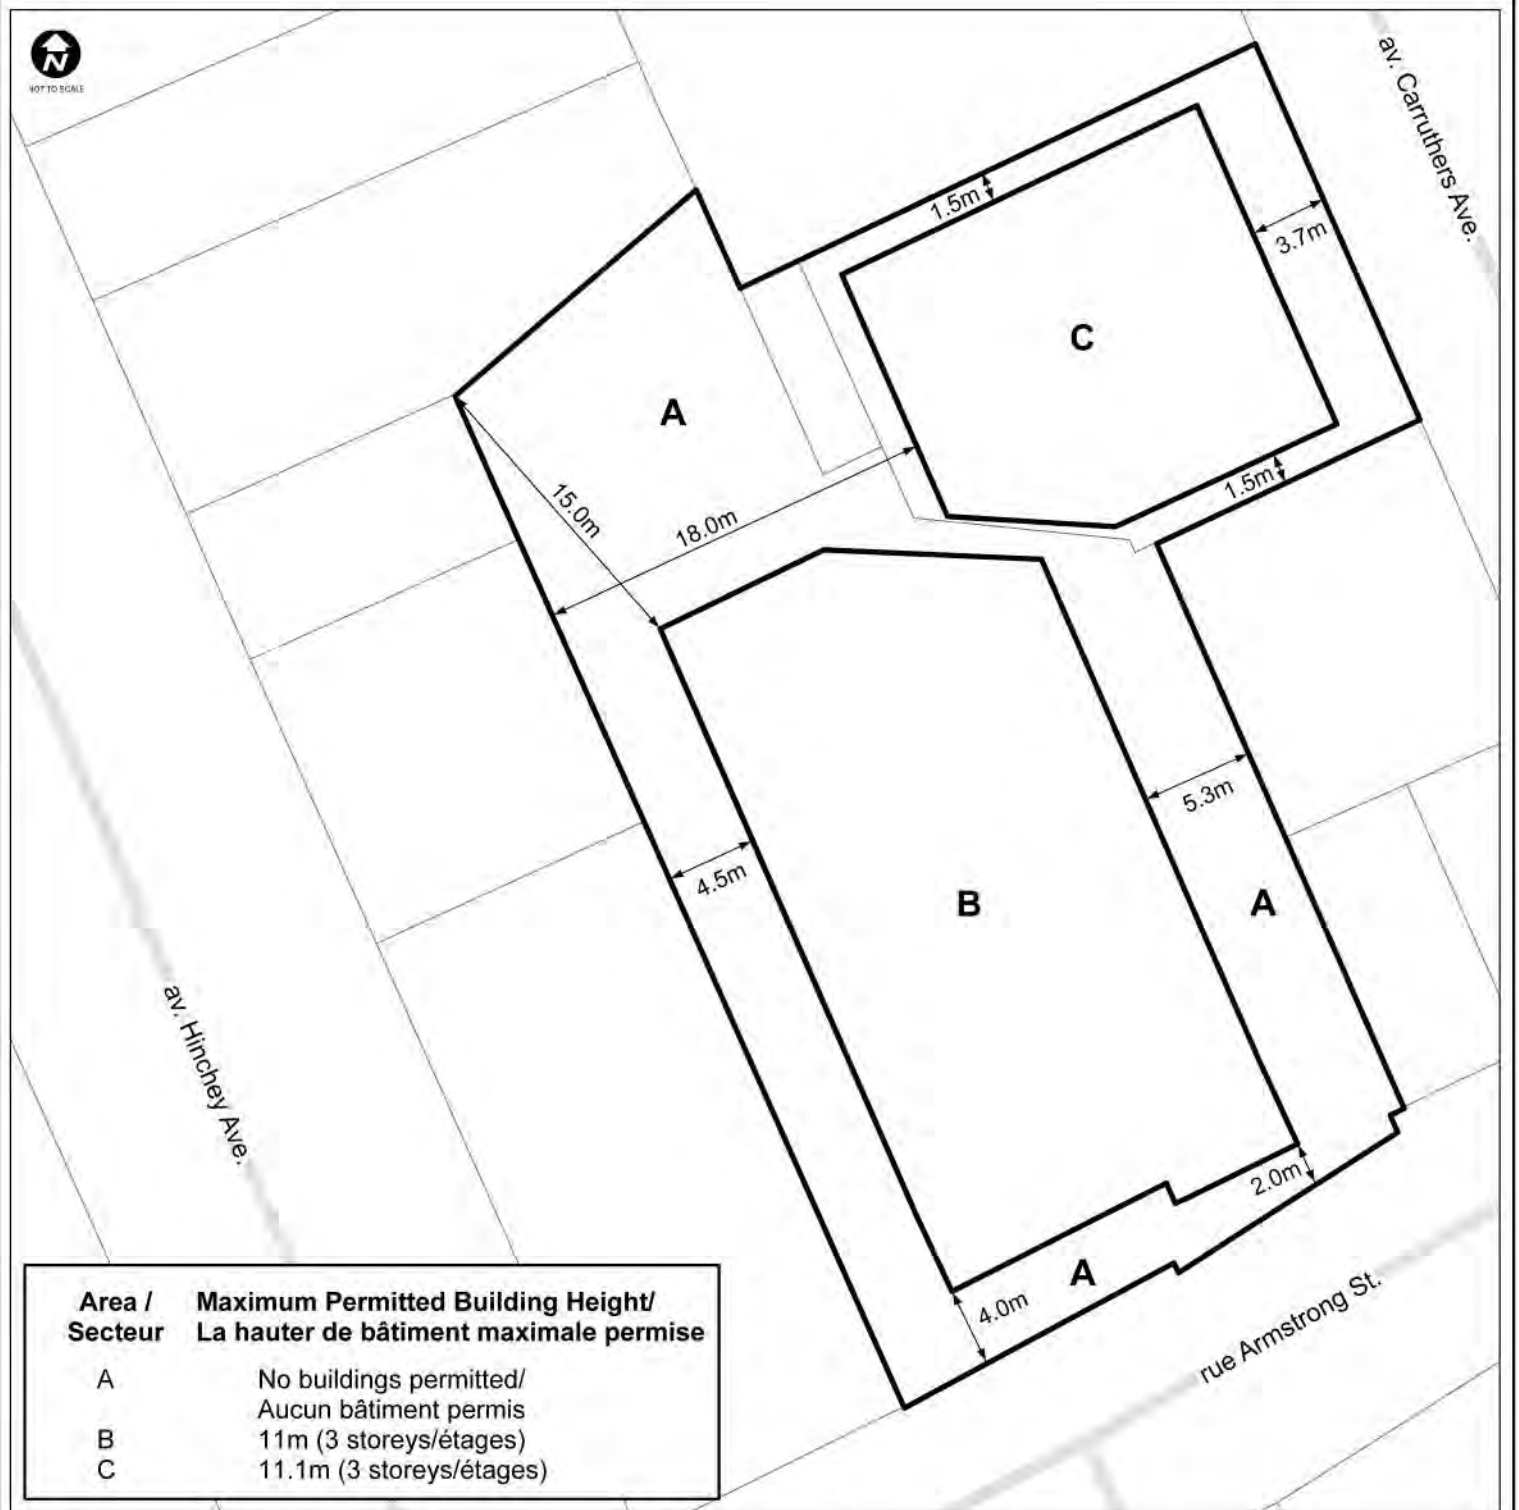 N
NOT TO SCALE
av. Carruthers Ave.
1.5m
3.7m
C
A
1.5m
15.0m
18.0m
5.3m
4.5m
B
A
av. Hinchey Ave.
2.0m
A
4.0m
rue Armstrong St.
Area / Maximum Permitted Building Height/
Secteur La hauter de bâtiment maximale permise
A No buildings permitted/
Aucun bâtiment permis
B 11m (3 storeys/étages)
C 11.1m (3 storeys/étages)